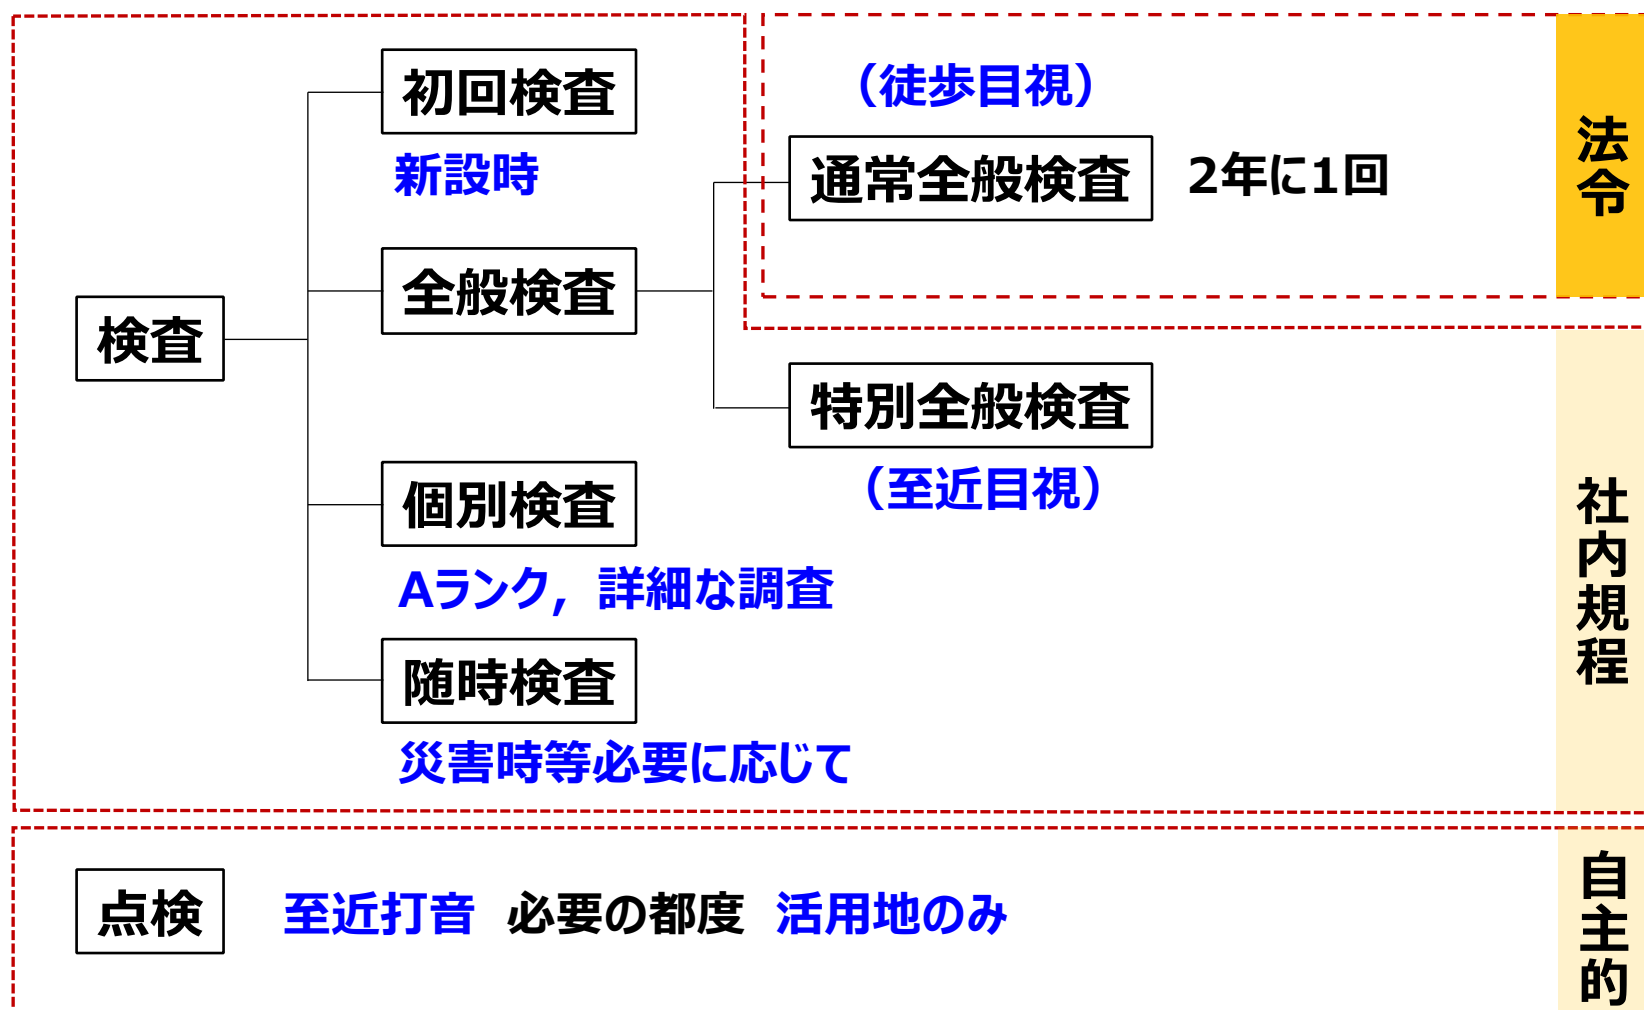 初回検査
新設時
(徒歩目視)
通常全般検査 2年に1回
法令
全般検査
検査
特別全般検査
(至近目視)
個別検査
Aランク, 詳細な調査
随時検査
災害時等必要に応じて
社内規程
点検 至近打音 必要の都度 活用地のみ
自主的